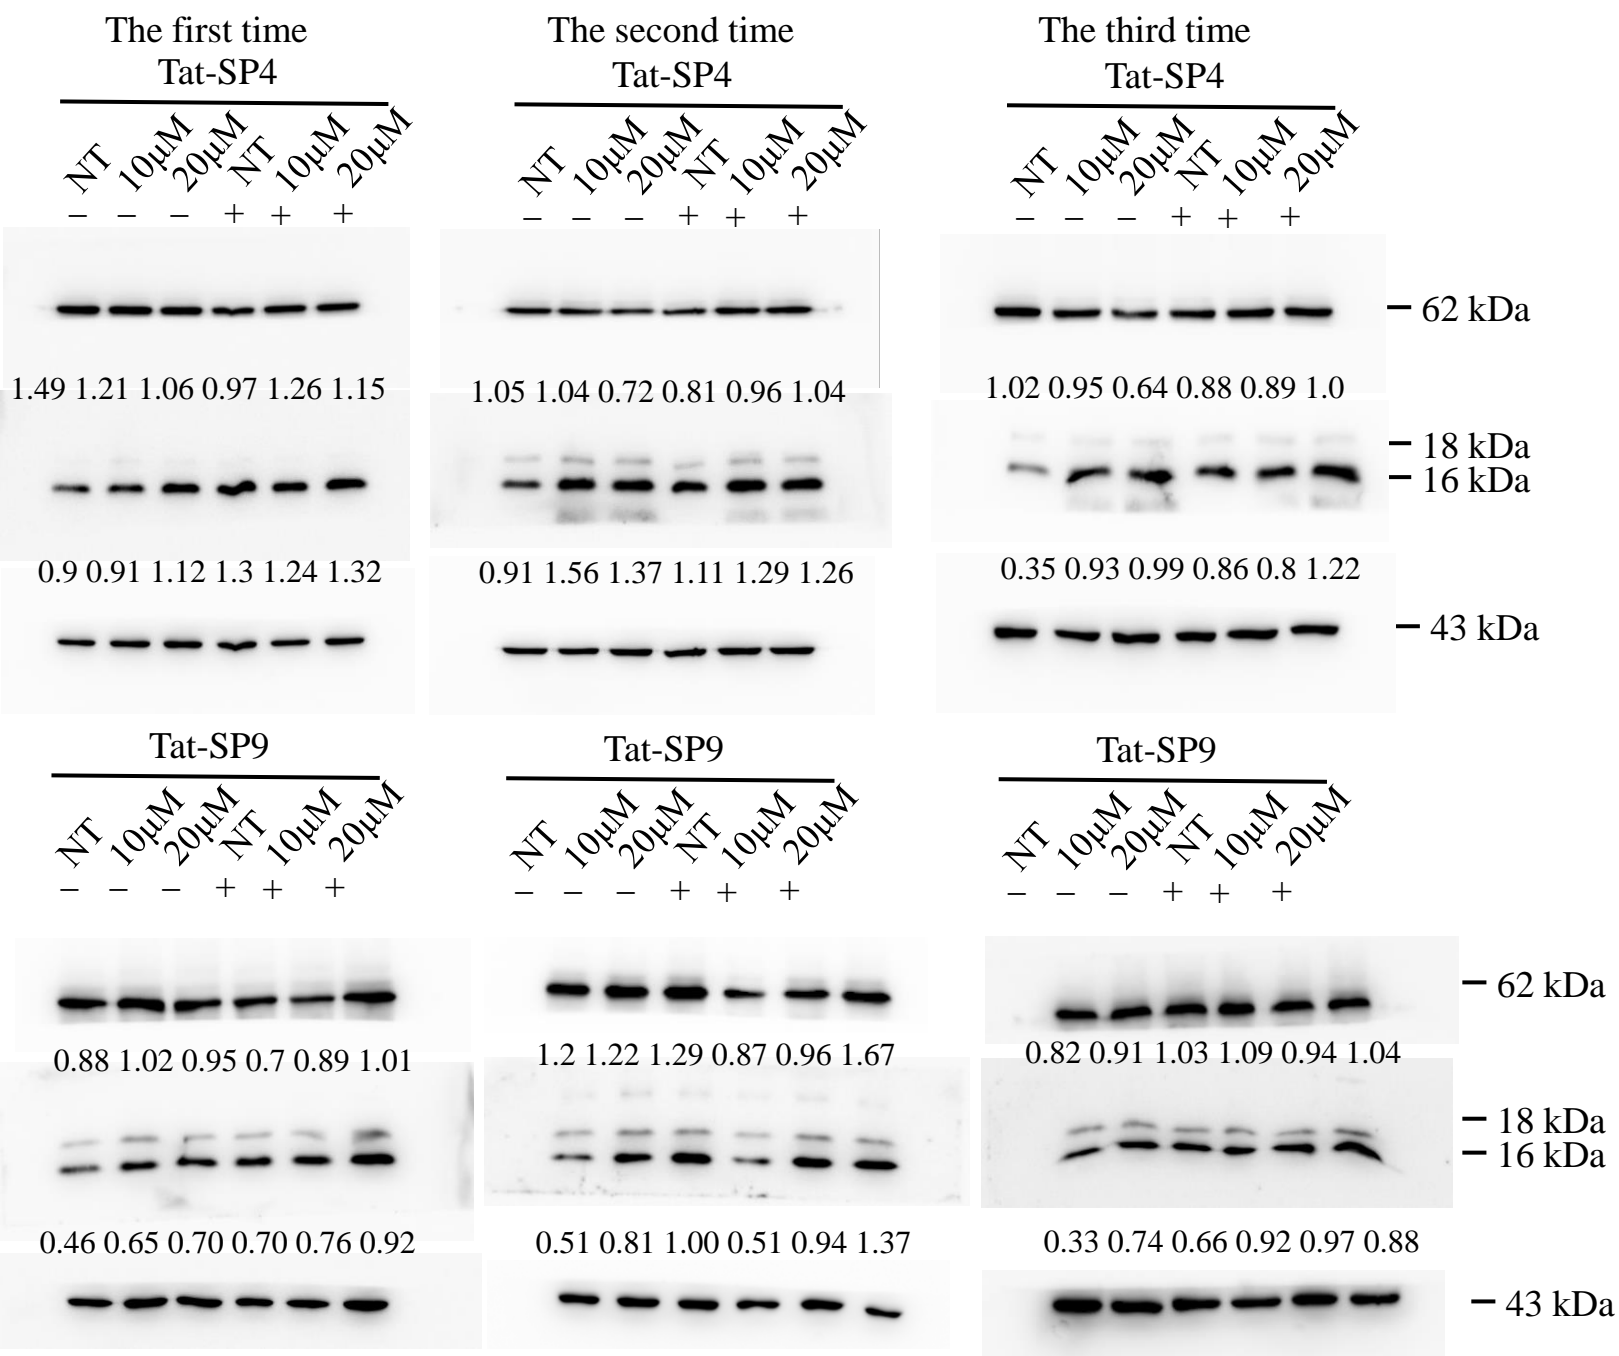 The first time The second time The third time
Tat-SP4 Tat-SP4 Tat-SP4
NT 10μM 20μM NT 10μM 20μM NT 10μM 20μM NT 10μM 20μM NT 10μM 20μM NT 10μM 20μM
– – – + + + – – – + + + – – – + + +
62 kDa
1.49 1.21 1.06 0.97 1.26 1.15 1.05 1.04 0.72 0.81 0.96 1.04 1.02 0.95 0.64 0.88 0.89 1.0
18 kDa
16 kDa
0.9 0.91 1.12 1.3 1.24 1.32 0.91 1.56 1.37 1.11 1.29 1.26 0.35 0.93 0.99 0.86 0.8 1.22
43 kDa
Tat-SP9 Tat-SP9 Tat-SP9
NT 10μM 20μM NT 10μM 20μM NT 10μM 20μM NT 10μM 20μM NT 10μM 20μM NT 10μM 20μM
– – – + + + – – – + + + – – – + + +
62 kDa
0.88 1.02 0.95 0.7 0.89 1.01 1.2 1.22 1.29 0.87 0.96 1.67 0.82 0.91 1.03 1.09 0.94 1.04
18 kDa
16 kDa
0.46 0.65 0.70 0.70 0.76 0.92 0.51 0.81 1.00 0.51 0.94 1.37 0.33 0.74 0.66 0.92 0.97 0.88
43 kDa